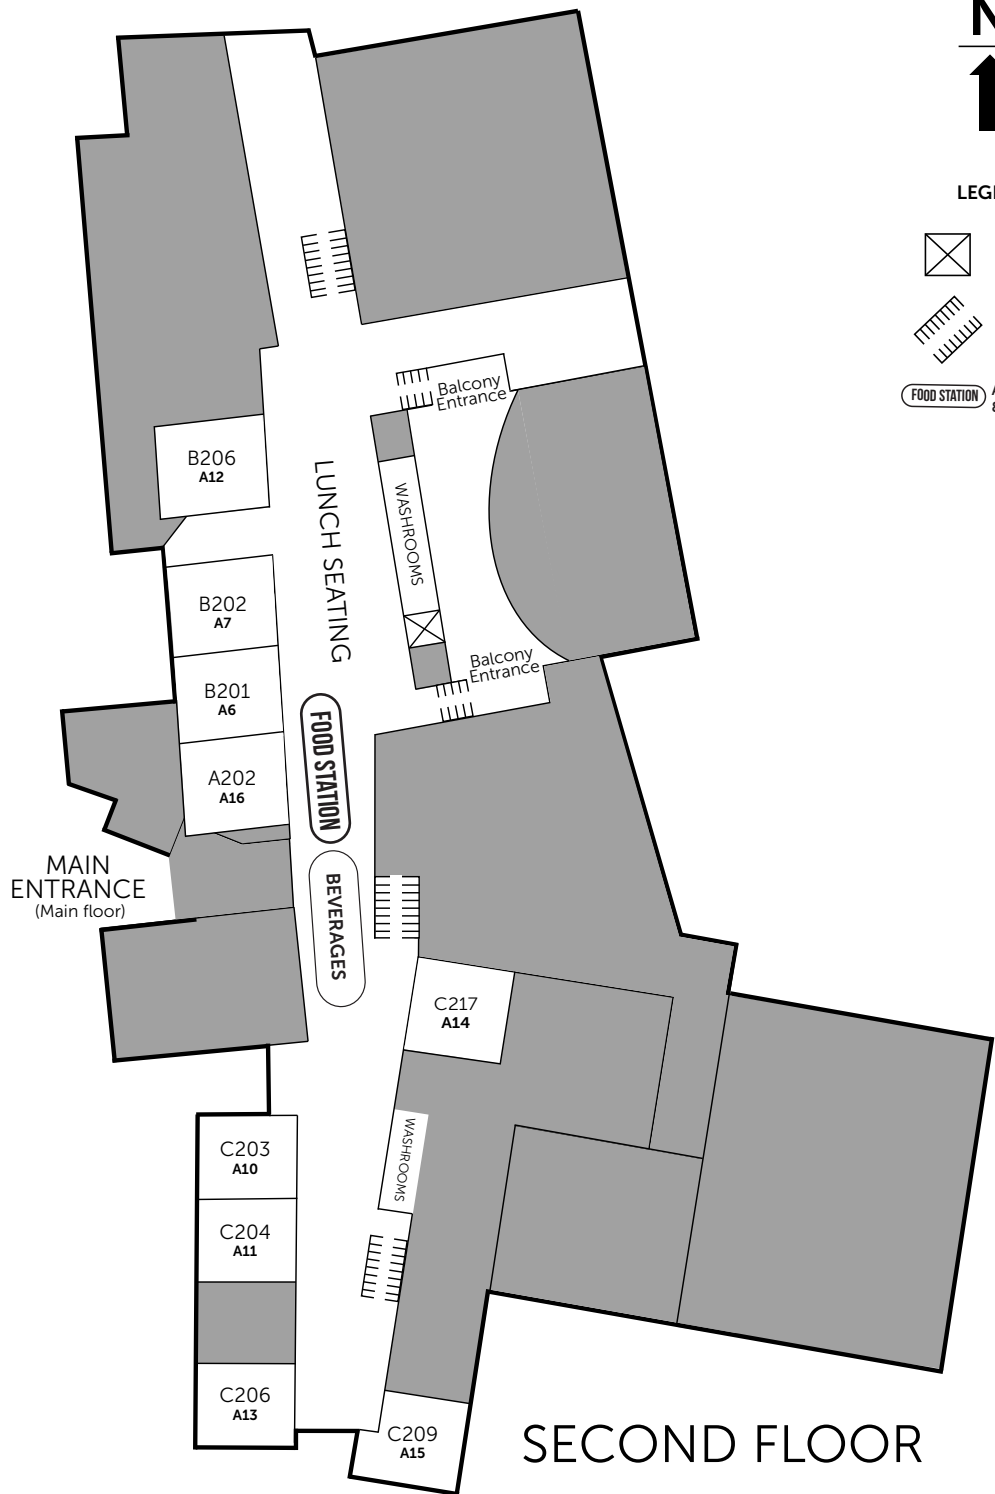 N
LEGE
FOOD STATION
Balcony
Entrance
B206
A12
LUNCH SEATING
WASHROOMS
B202
A7
Balcony
Entrance
B201
A6
A202
A16
FOOD STATION
MAIN
ENTRANCE
(Main floor)
BEVERAGES
C217
A14
WASHROOMS
C203
A10
C204
A11
C206
A13
C209
A15
SECOND FLOOR